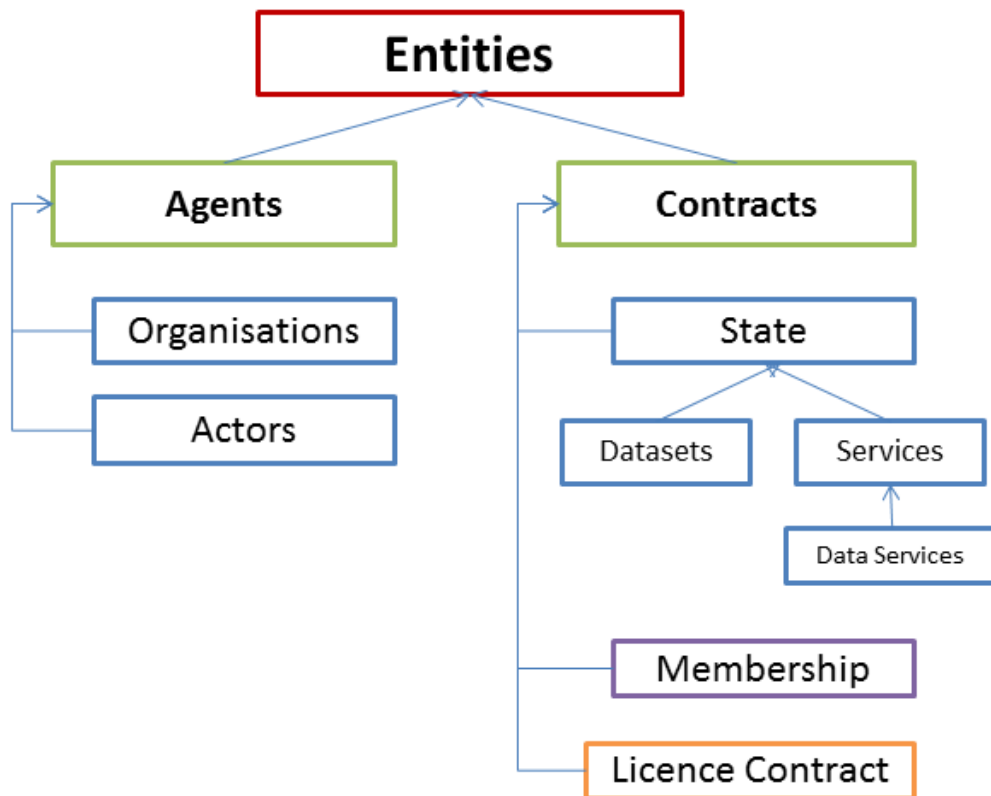 Entities
Agents
Contracts
Organisations
State
Actors
Datasets
Services
Data Services
Membership
Licence Contract